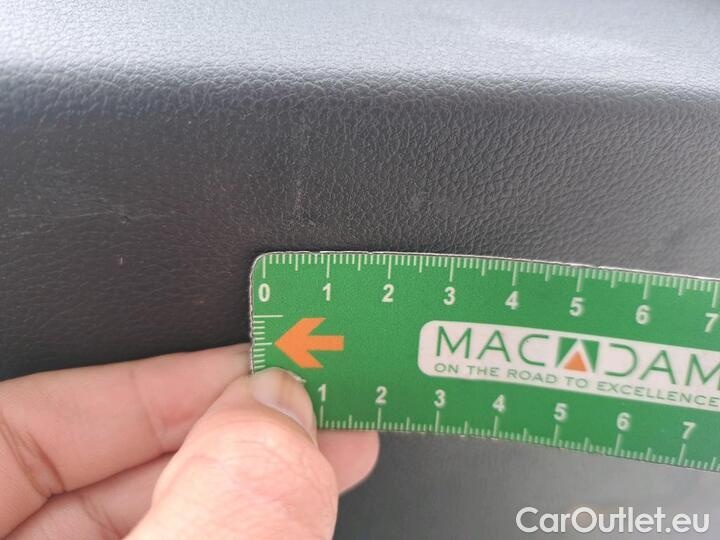 0 1 2 3 4 5 6 7
MACADAM
ON THE ROAD TO EXCELLENCE
1 2 3 4 5 6 7
CarOutlet.eu